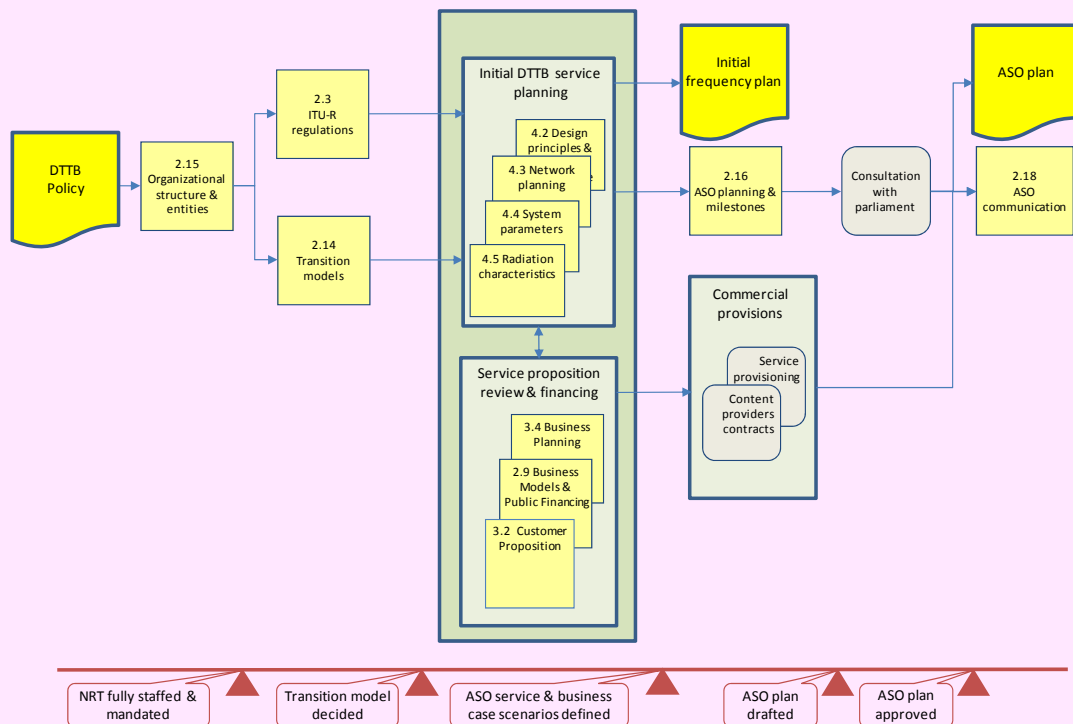 DTTB
Policy
2.15
Organizational
structure &
entities
2.3
ITU-R
regulations
2.14
Transition
models
Initial DTTB service
planning
4.2 Design
principles &
4.3 Network
planning
4.4 System
parameters
4.5 Radiation
characteristics
Service proposition
review & financing
3.4 Business
Planning
2.9 Business
Models &
Public Financing
3.2 Customer
Proposition
Initial
frequency plan
2.16
ASO planning &
milestones
Consultation
with
parliament
Commercial
provisions
Service
provisioning
Content
providers
contracts
ASO plan
2.18
ASO
communication
NRT fully staffed &
mandated
Transition model
decided
ASO service & business
case scenarios defined
ASO plan
drafted
ASO plan
approved